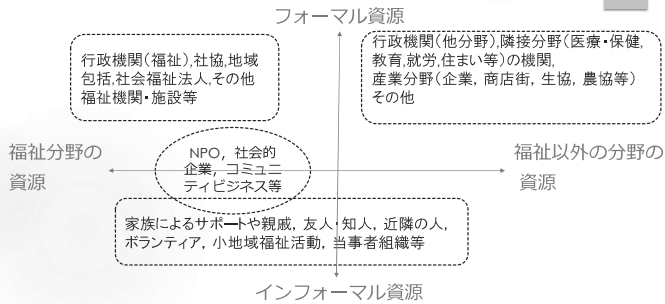 フォーマル資源
行政機関（福祉）,社協,地域
包括,社会福祉法人,その他
福祉機関・施設等
行政機関（他分野）,隣接分野（医療・保健,
教育,就労,住まい等）の機関,
産業分野（企業, 商店街, 生協, 農協等）
その他
福祉分野の
資源
NPO, 社会的
企業, コミュニ
ティビジネス等
福祉以外の分野の
資源
家族によるサポートや親戚, 友人・知人, 近隣の人,
ボランティア, 小地域福祉活動, 当事者組織等
インフォーマル資源